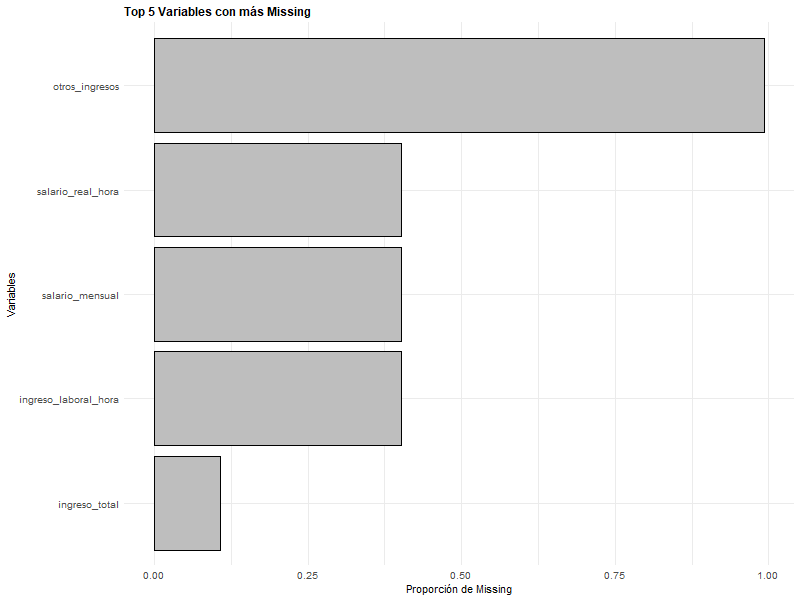 Top 5 Variables con más Missing
otros_ingresos
salario_real_hora
salario_mensual
ingreso_laboral_hora
ingreso_total
Variables
0.00 0.25 0.50 0.75 1.00
Proporción de Missing